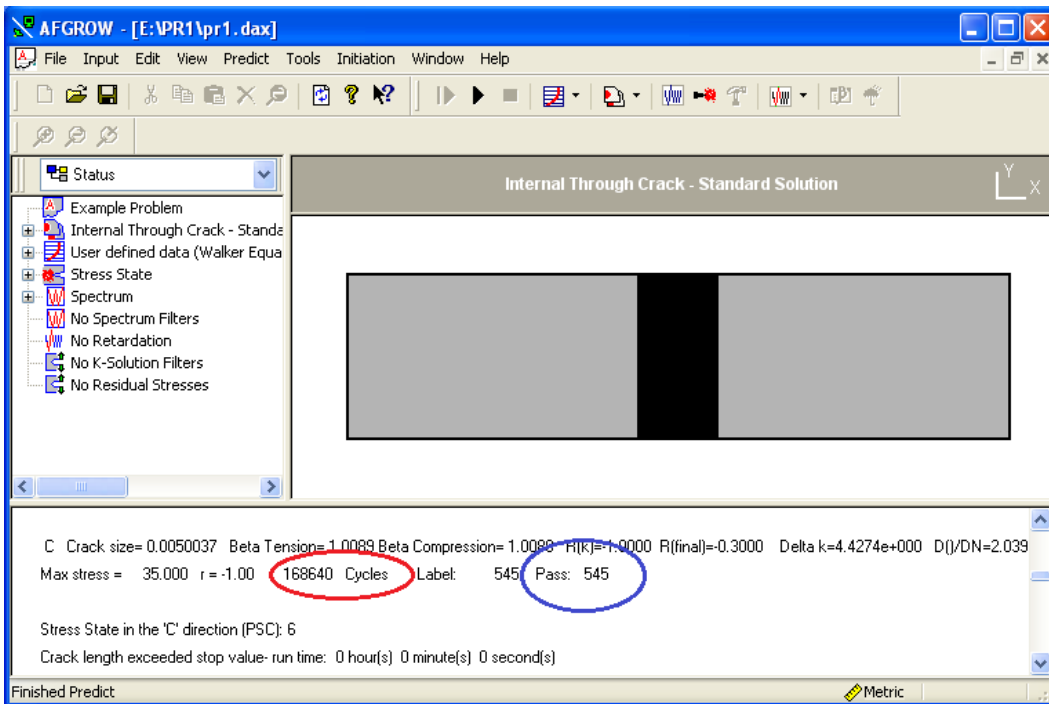 AFGROW - [E:\PR1\pr1.dax]
File Input Edit View Predict Tools Initiation Window Help
Status
Internal Through Crack - Standard Solution
Y
X
Example Problem
Internal Through Crack - Standa
User defined data (Walker Equa
Stress State
Spectrum
No Spectrum Filters
No Retardation
No K-Solution Filters
No Residual Stresses
C Crack size= 0.0050037 Beta Tension= 1.0089 Beta Compression= 1.0089 R(k)=-1.0000 R(final)=-0.3000 Delta k=4.4274e+000 D()/DN=2.039
Max stress = 35.000 r = -1.00 168640 Cycles Label: 545 Pass: 545
Stress State in the 'C' direction (PSC): 6
Crack length exceeded stop value- run time: 0 hour(s) 0 minute(s) 0 second(s)
Finished Predict
Metric